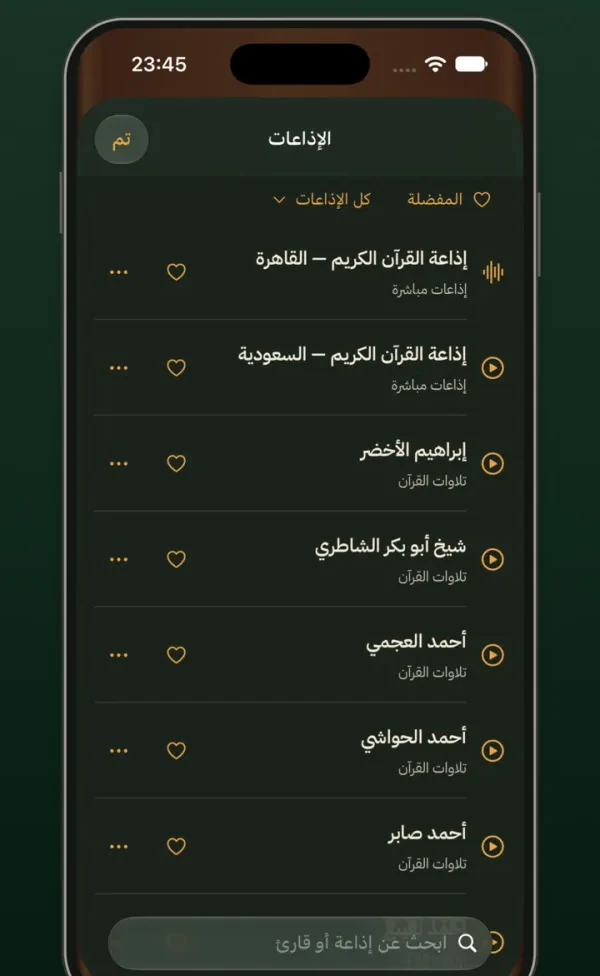 23:45
الإذاعات
تم
المفضلة
كل الإذاعات
إذاعة القرآن الكريم – القاهرة
إذاعات مباشرة
إذاعة القرآن الكريم – السعودية
إذاعات مباشرة
إبراهيم الأخضر
تلاوات القرآن
شيخ أبو بكر الشاطري
تلاوات القرآن
أحمد العجمي
تلاوات القرآن
أحمد الحواشي
تلاوات القرآن
أحمد صابر
تلاوات القرآن
ابحث عن إذاعة أو قارئ